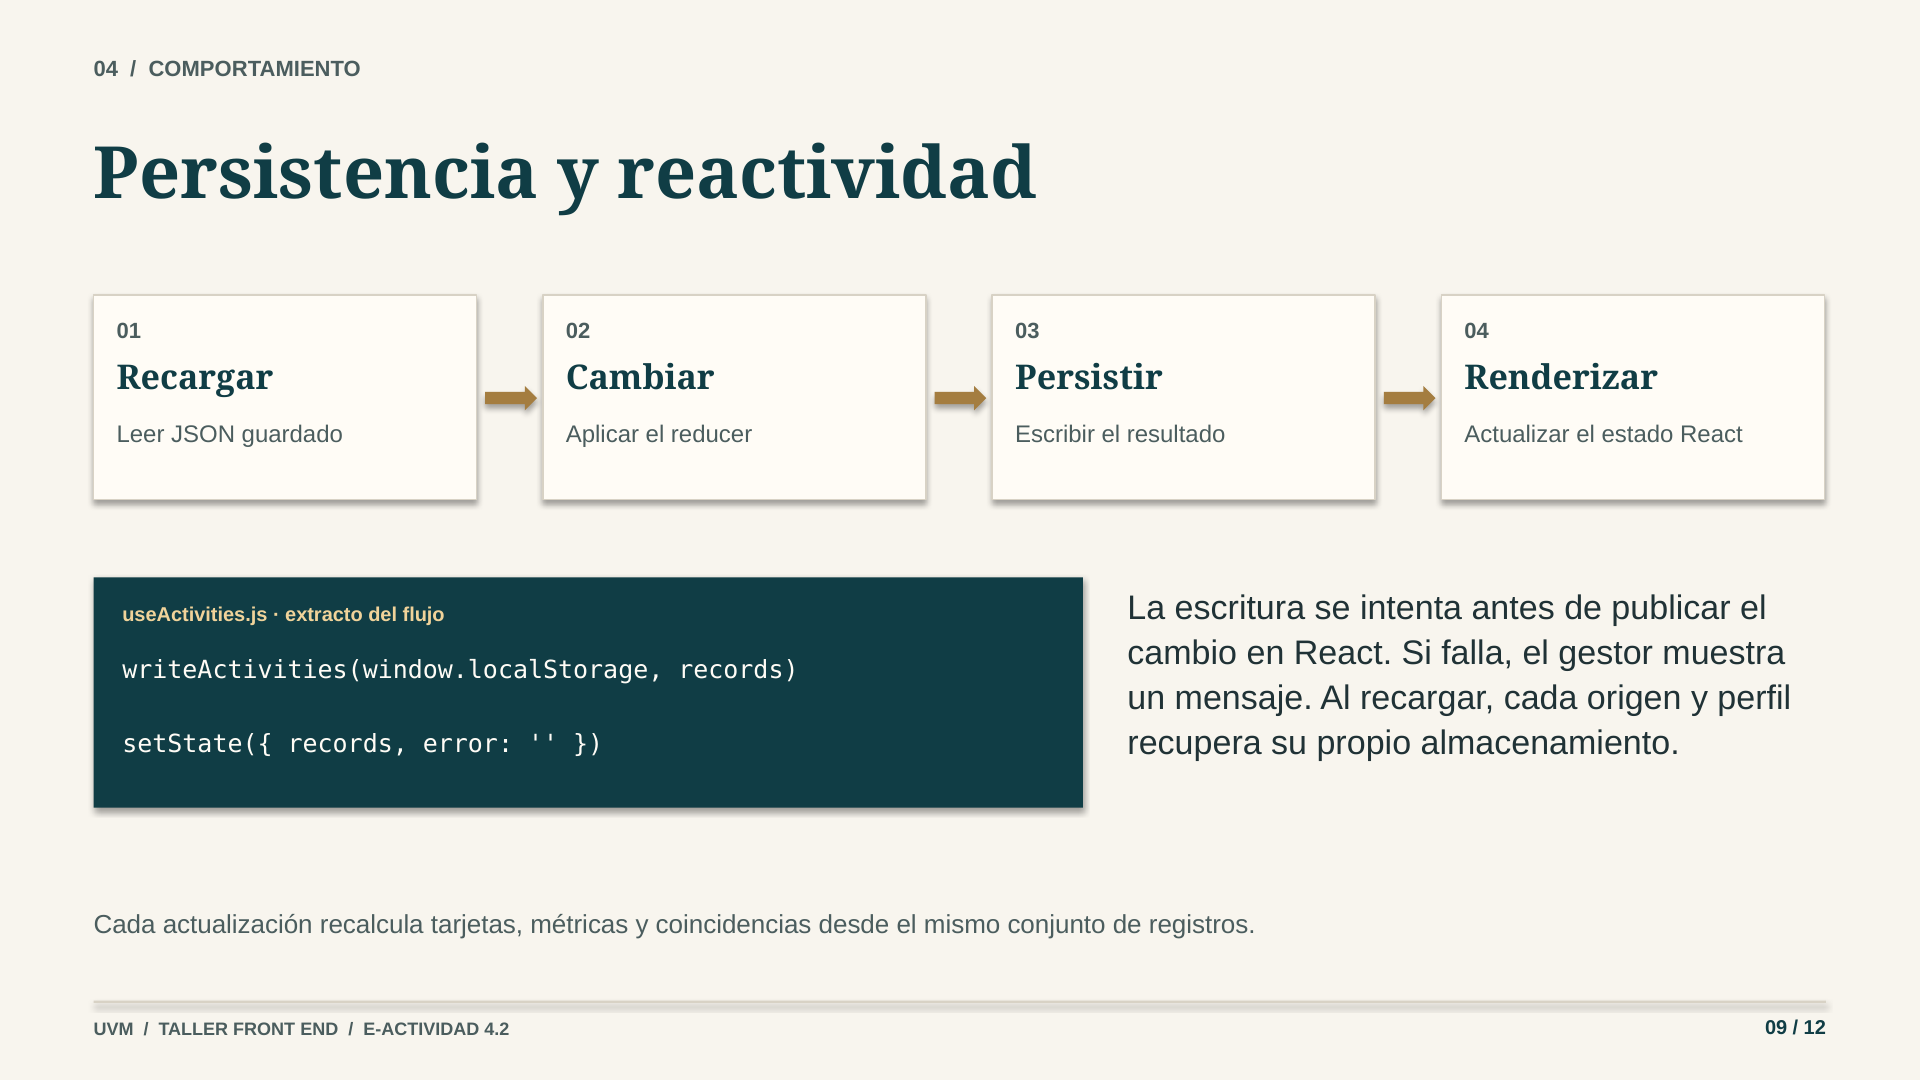 04 / COMPORTAMIENTO
Persistencia y reactividad
01
Recargar
Leer JSON guardado
02
Cambiar
Aplicar el reducer
03
Persistir
Escribir el resultado
04
Renderizar
Actualizar el estado React
useActivities.js · extracto del flujo
writeActivities(window.localStorage, records)
setState({ records, error: '' })
La escritura se intenta antes de publicar el
cambio en React. Si falla, el gestor muestra
un mensaje. Al recargar, cada origen y perfil
recupera su propio almacenamiento.
Cada actualización recalcula tarjetas, métricas y coincidencias desde el mismo conjunto de registros.
UVM / TALLER FRONT END / E-ACTIVIDAD 4.2
09 / 12